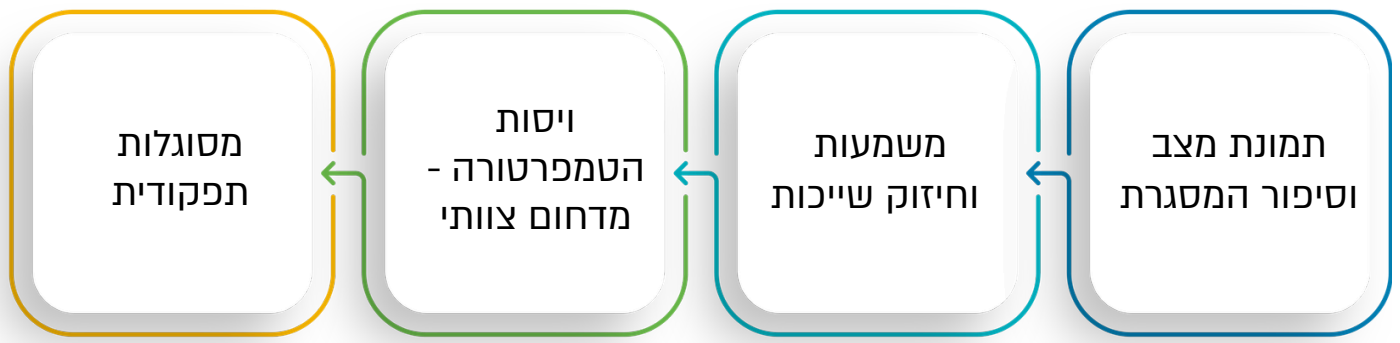 תמונת מצב
וסיפור המסגרת
משמעות
וחיזוק שייכות
ויסות
הטמפרטורה -
מדחום צוותי
מסוגלות
תפקודית